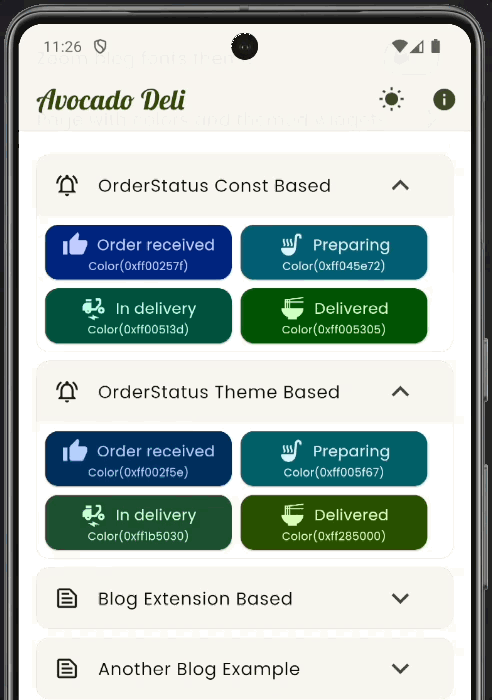 11:26
Avocado Deli
OrderStatus Const Based
Order received
Color(0xff00257f)
Preparing
Color(0xff045e72)
In delivery
Color(0xff00513d)
Delivered
Color(0xff005305)
OrderStatus Theme Based
Order received
Color(0xff002f5e)
Preparing
Color(0xff005f67)
In delivery
Color(0xff1b5030)
Delivered
Color(0xff285000)
Blog Extension Based
Another Blog Example